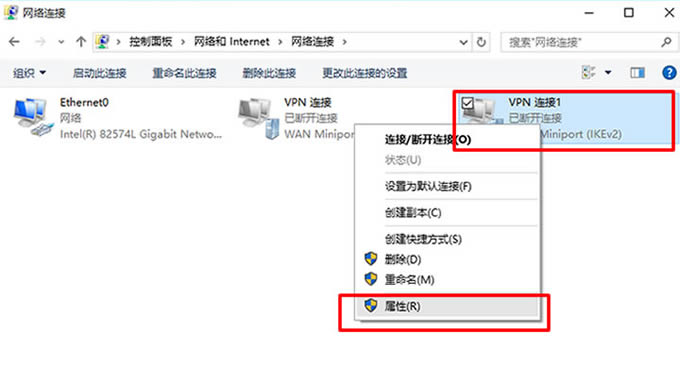 网络连接
控制面板 › 网络和 Internet › 网络连接 ›
搜索"网络连接"
组织 启动此连接 重命名此连接 删除此连接 更改此连接的设置
Ethernet0
网络
Intel(R) 82574L Gigabit Netwo...
VPN 连接
已断开连接
WAN Minipor
VPN 连接1
已断开连接
Miniport (IKEv2)
连接/断开连接(O)
状态(U)
设置为默认连接(F)
创建副本(C)
创建快捷方式(S)
删除(D)
重命名(M)
属性(R)